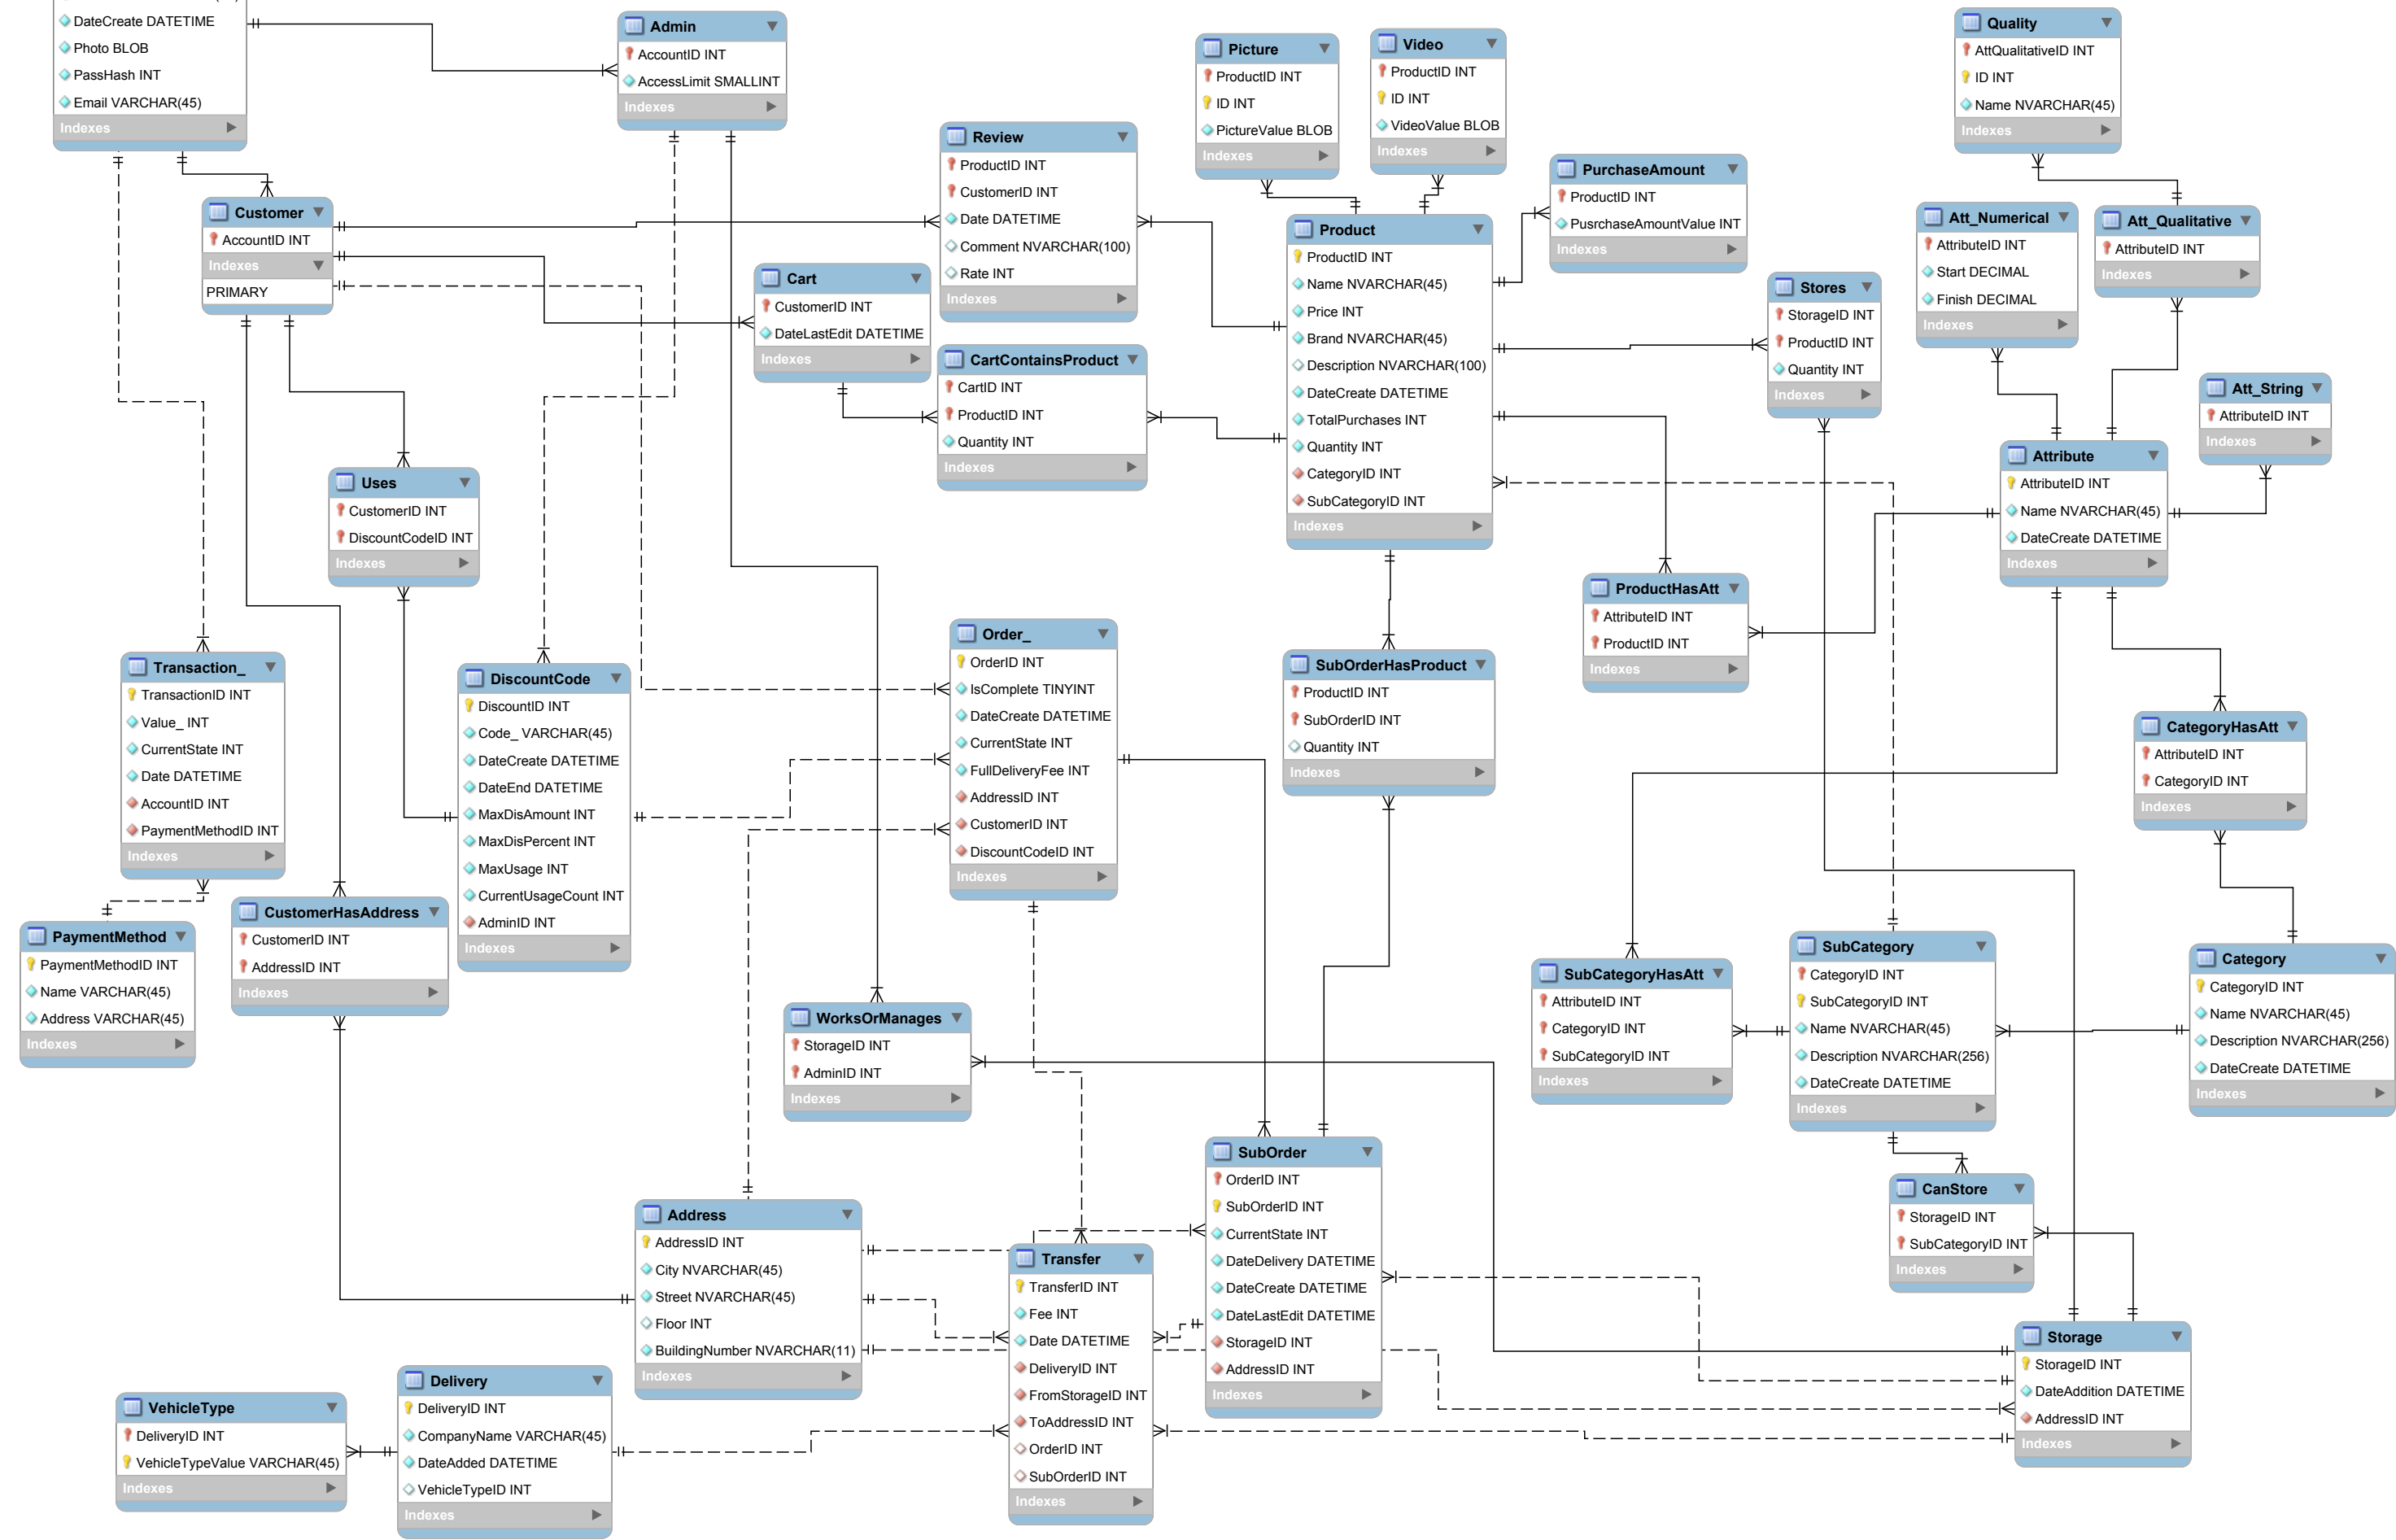 DateCreate DATETIME
Photo BLOB
PassHash INT
Email VARCHAR(45)
Indexes
Admin
AccountID INT
AccessLimit SMALLINT
Indexes
Picture
ProductID INT
ID INT
PictureValue BLOB
Indexes
Video
ProductID INT
ID INT
VideoValue BLOB
Indexes
Quality
AttQualitativeID INT
ID INT
Name NVARCHAR(45)
Indexes
Review
ProductID INT
CustomerID INT
Date DATETIME
Comment NVARCHAR(100)
Rate INT
Indexes
PurchaseAmount
ProductID INT
PusrchaseAmountValue INT
Indexes
Customer
AccountID INT
Indexes
PRIMARY
Product
ProductID INT
Name NVARCHAR(45)
Price INT
Brand NVARCHAR(45)
Description NVARCHAR(100)
DateCreate DATETIME
TotalPurchases INT
Quantity INT
CategoryID INT
SubCategoryID INT
Indexes
Att_Numerical
AttributeID INT
Start DECIMAL
Finish DECIMAL
Indexes
Att_Qualitative
AttributeID INT
Indexes
Cart
CustomerID INT
DateLastEdit DATETIME
Indexes
Stores
StorageID INT
ProductID INT
Quantity INT
Indexes
CartContainsProduct
CartID INT
ProductID INT
Quantity INT
Indexes
Att_String
AttributeID INT
Indexes
Attribute
AttributeID INT
Name NVARCHAR(45)
DateCreate DATETIME
Indexes
Uses
CustomerID INT
DiscountCodeID INT
Indexes
ProductHasAtt
AttributeID INT
ProductID INT
Indexes
Order_
OrderID INT
IsComplete TINYINT
DateCreate DATETIME
CurrentState INT
FullDeliveryFee INT
AddressID INT
CustomerID INT
DiscountCodeID INT
Indexes
Transaction_
TransactionID INT
Value_ INT
CurrentState INT
Date DATETIME
AccountID INT
PaymentMethodID INT
Indexes
DiscountCode
DiscountID INT
Code_ VARCHAR(45)
DateCreate DATETIME
DateEnd DATETIME
MaxDisAmount INT
MaxDisPercent INT
MaxUsage INT
CurrentUsageCount INT
AdminID INT
Indexes
SubOrderHasProduct
ProductID INT
SubOrderID INT
Quantity INT
Indexes
CategoryHasAtt
AttributeID INT
CategoryID INT
Indexes
CustomerHasAddress
CustomerID INT
AddressID INT
Indexes
PaymentMethod
PaymentMethodID INT
Name VARCHAR(45)
Address VARCHAR(45)
Indexes
SubCategory
CategoryID INT
SubCategoryID INT
Name NVARCHAR(45)
Description NVARCHAR(256)
DateCreate DATETIME
Indexes
Category
CategoryID INT
Name NVARCHAR(45)
Description NVARCHAR(256)
DateCreate DATETIME
Indexes
SubCategoryHasAtt
AttributeID INT
CategoryID INT
SubCategoryID INT
Indexes
WorksOrManages
StorageID INT
AdminID INT
Indexes
SubOrder
OrderID INT
SubOrderID INT
CurrentState INT
DateDelivery DATETIME
DateCreate DATETIME
DateLastEdit DATETIME
StorageID INT
AddressID INT
Indexes
CanStore
StorageID INT
SubCategoryID INT
Indexes
Address
AddressID INT
City NVARCHAR(45)
Street NVARCHAR(45)
Floor INT
BuildingNumber NVARCHAR(11)
Indexes
Transfer
TransferID INT
Fee INT
Date DATETIME
DeliveryID INT
FromStorageID INT
ToAddressID INT
OrderID INT
SubOrderID INT
Indexes
Storage
StorageID INT
DateAddition DATETIME
AddressID INT
Indexes
Delivery
DeliveryID INT
CompanyName VARCHAR(45)
DateAdded DATETIME
VehicleTypeID INT
Indexes
VehicleType
DeliveryID INT
VehicleTypeValue VARCHAR(45)
Indexes